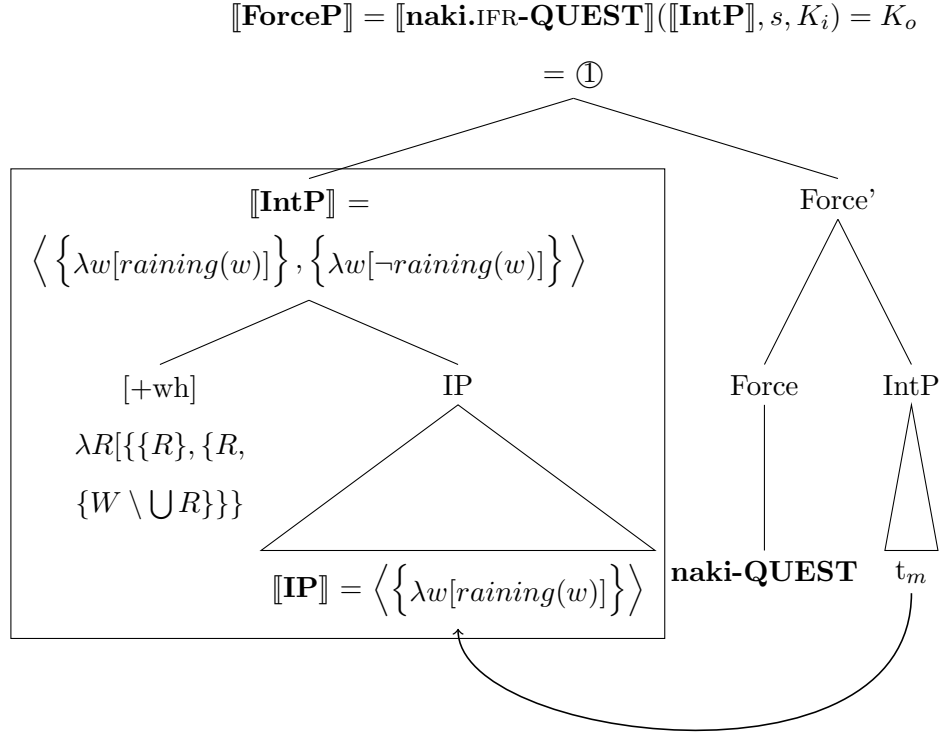 ⟦ForceP⟧ = ⟦naki.IFR-QUEST⟧(⟦IntP⟧, s, K_i) = K_o
= ①
⟦IntP⟧ =
⟨ {λw[raining(w)]} , {λw[¬raining(w)]} ⟩
Force'
[+wh]
IP
Force
IntP
λR[{{R}, {R,
{W \ ⋃ R}}}
⟦IP⟧ = ⟨ {λw[raining(w)]} ⟩
naki-QUEST
t_m